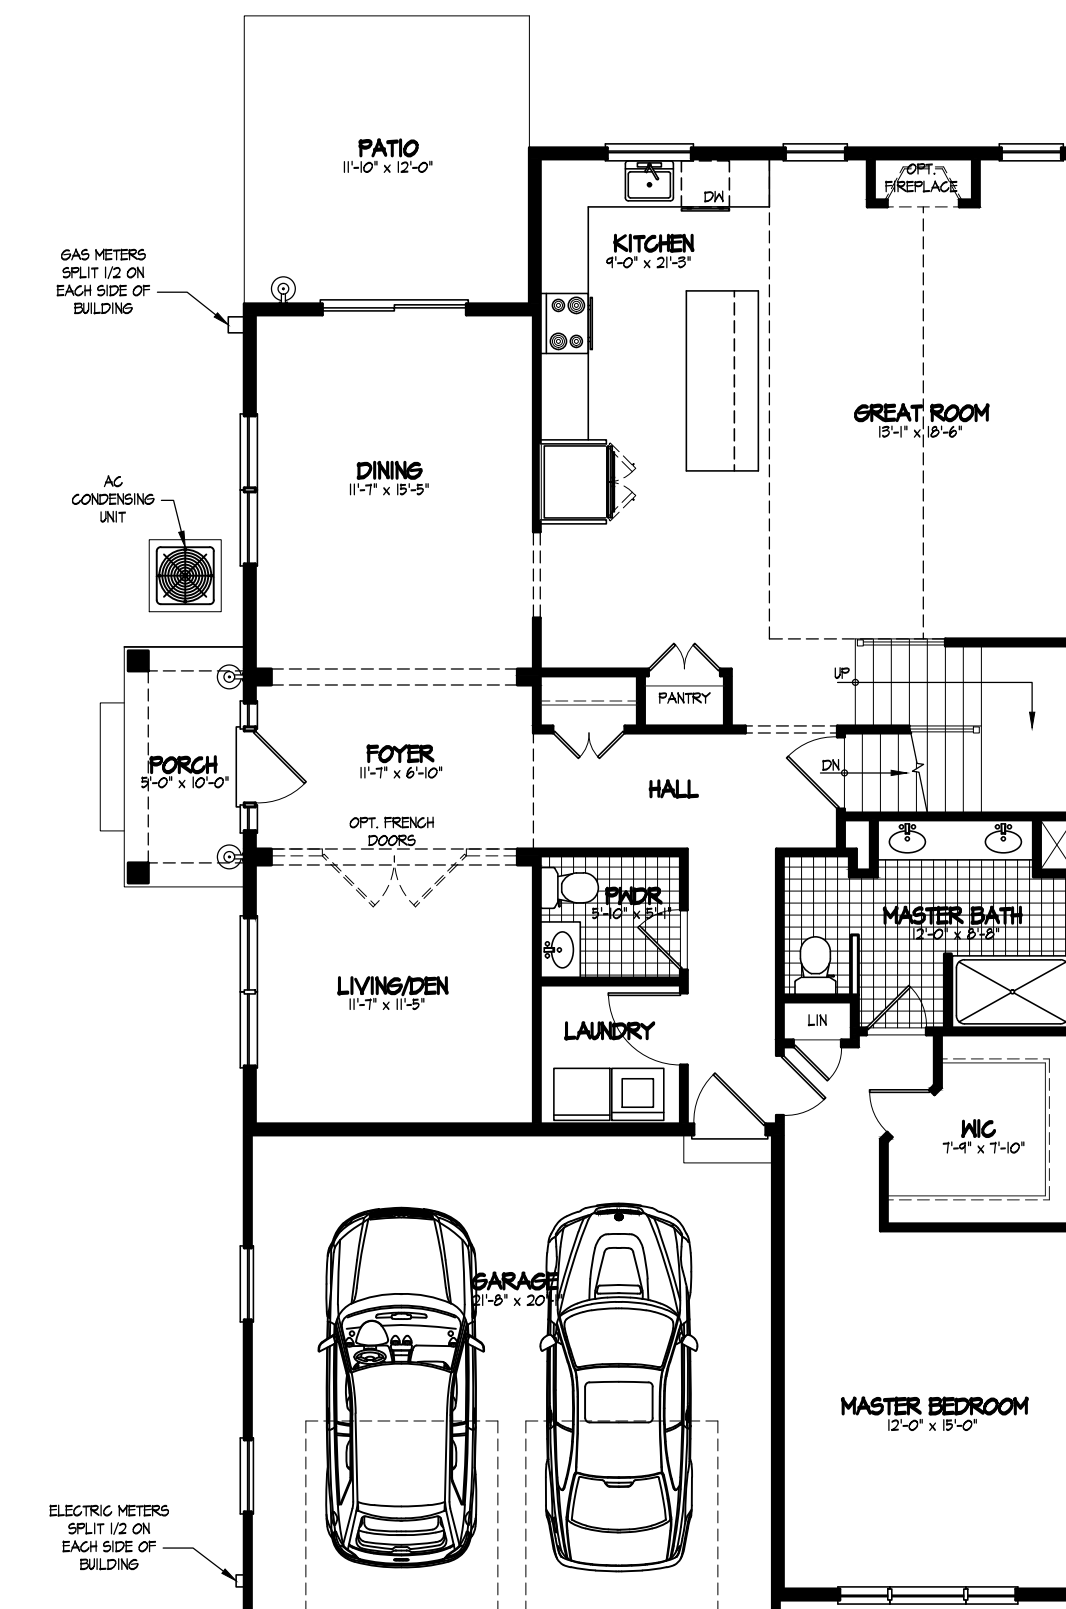 PATIO
11'-10" x 12'-0"
OPT.
FIREPLACE
DW
KITCHEN
9'-0" x 21'-3"
GAS METERS
SPLIT 1/2 ON
EACH SIDE OF
BUILDING
GREAT ROOM
13'-1" x 18'-6"
DINING
11'-7" x 15'-5"
AC
CONDENSING
UNIT
UP
PANTRY
FOYER
11'-7" x 6'-10"
PORCH
5'-0" x 10'-0"
DN
HALL
OPT. FRENCH
DOORS
PWDR
5'-10" x 5'-1"
MASTER BATH
12'-0" x 8'-8"
LIVING/DEN
11'-7" x 11'-5"
LIN
LAUNDRY
WIC
7'-9" x 7'-10"
GARAGE
21'-8" x 20'-1"
MASTER BEDROOM
12'-0" x 15'-0"
ELECTRIC METERS
SPLIT 1/2 ON
EACH SIDE OF
BUILDING